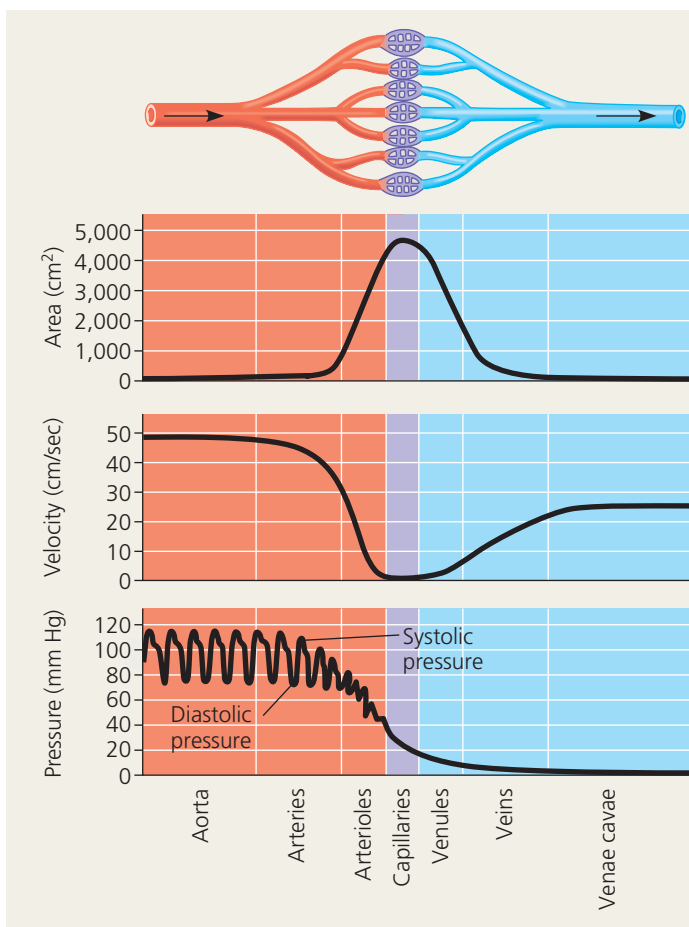 Area (cm²)
5,000
4,000
3,000
2,000
1,000
0
Velocity (cm/sec)
50
40
30
20
10
0
Pressure (mm Hg)
120
100
80
60
40
20
0
Systolic
pressure
Diastolic
pressure
Aorta
Arteries
Arterioles
Capillaries
Venules
Veins
Venae cavae